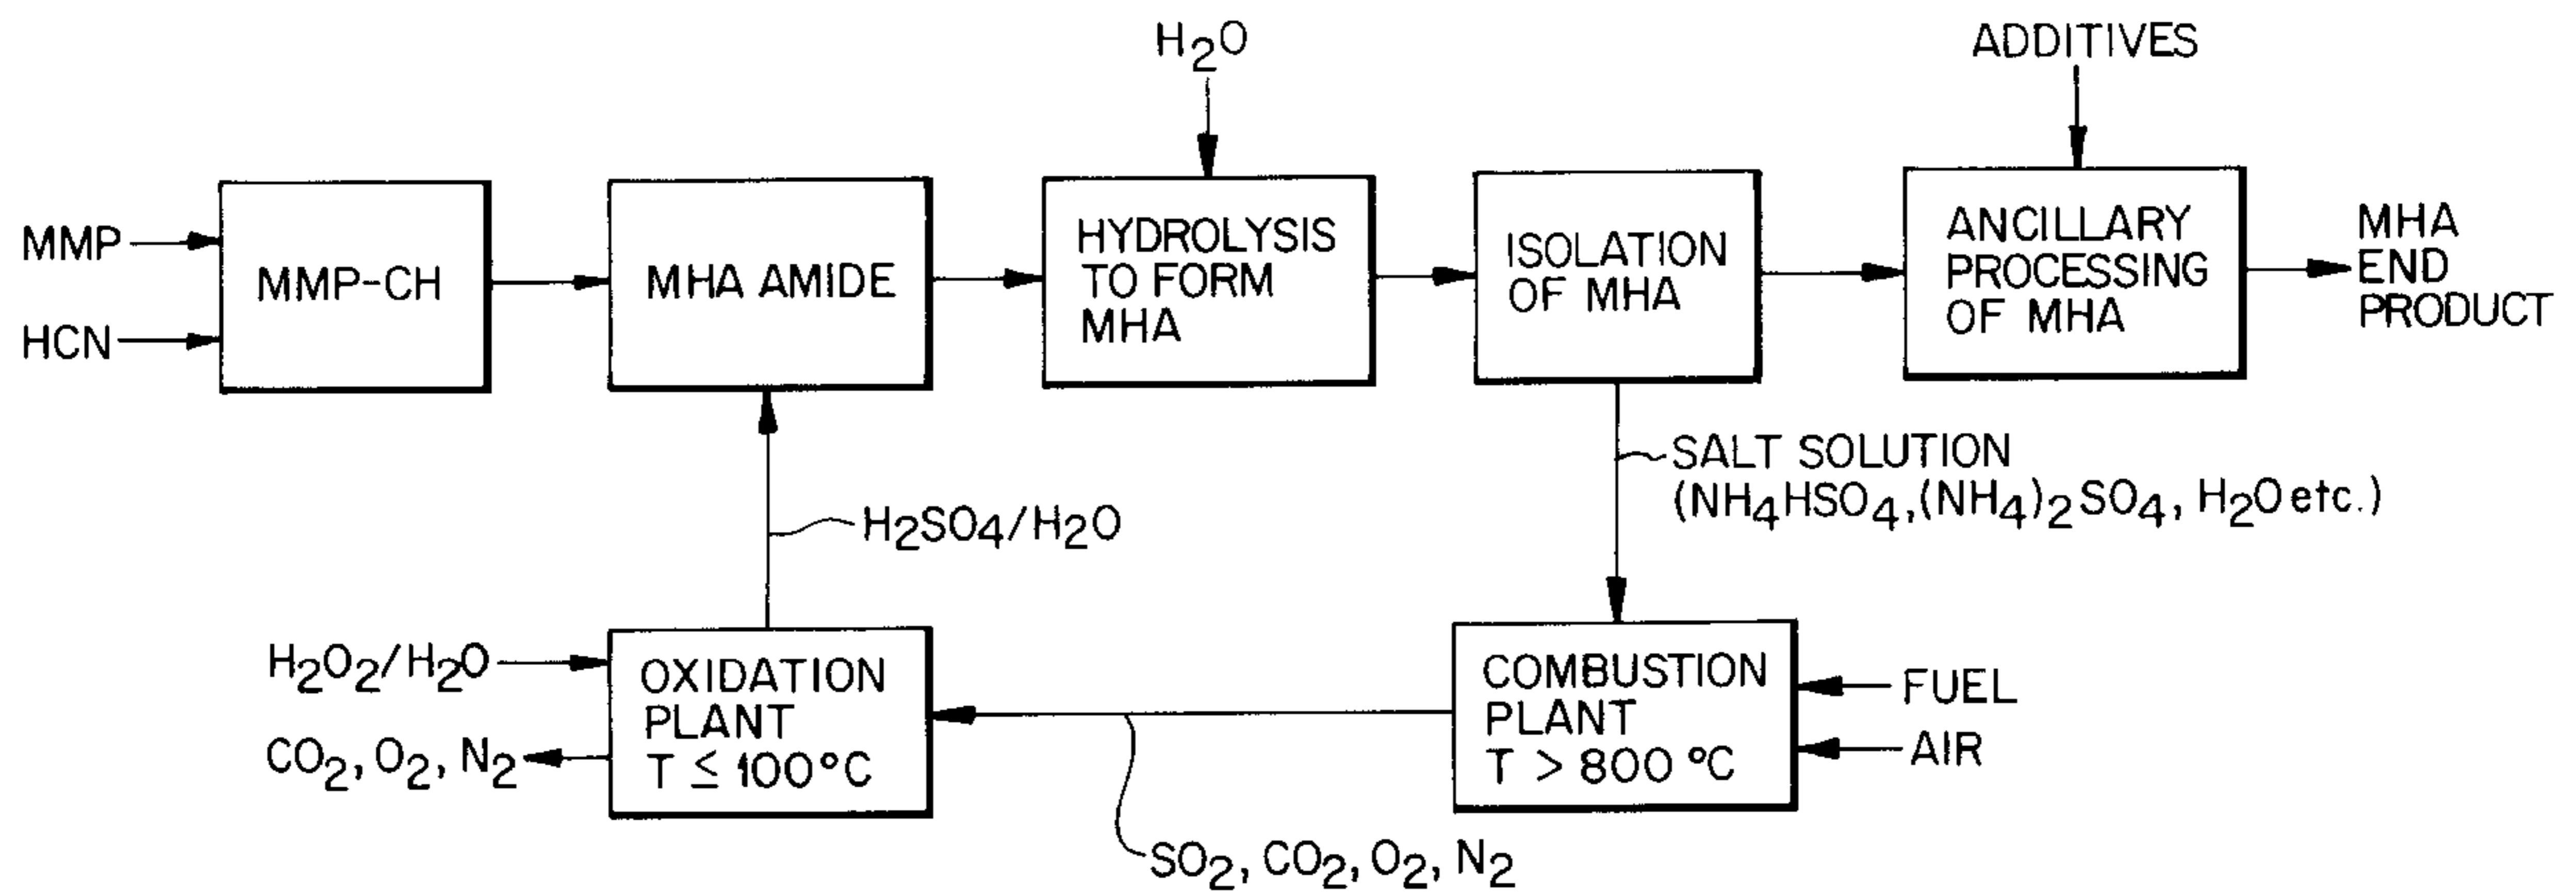 H2O
ADDITIVES
MMP
HCN
MMP-CH
MHA AMIDE
HYDROLYSIS
TO FORM
MHA
ISOLATION
OF MHA
ANCILLARY
PROCESSING
OF MHA
MHA
END
PRODUCT
SALT SOLUTION
(NH4HSO4,(NH4)2SO4, H2O etc.)
H2SO4/H2O
H2O2/H2O
CO2, O2, N2
OXIDATION
PLANT
T ≤ 100°C
COMBUSTION
PLANT
T > 800 °C
FUEL
AIR
SO2, CO2, O2, N2